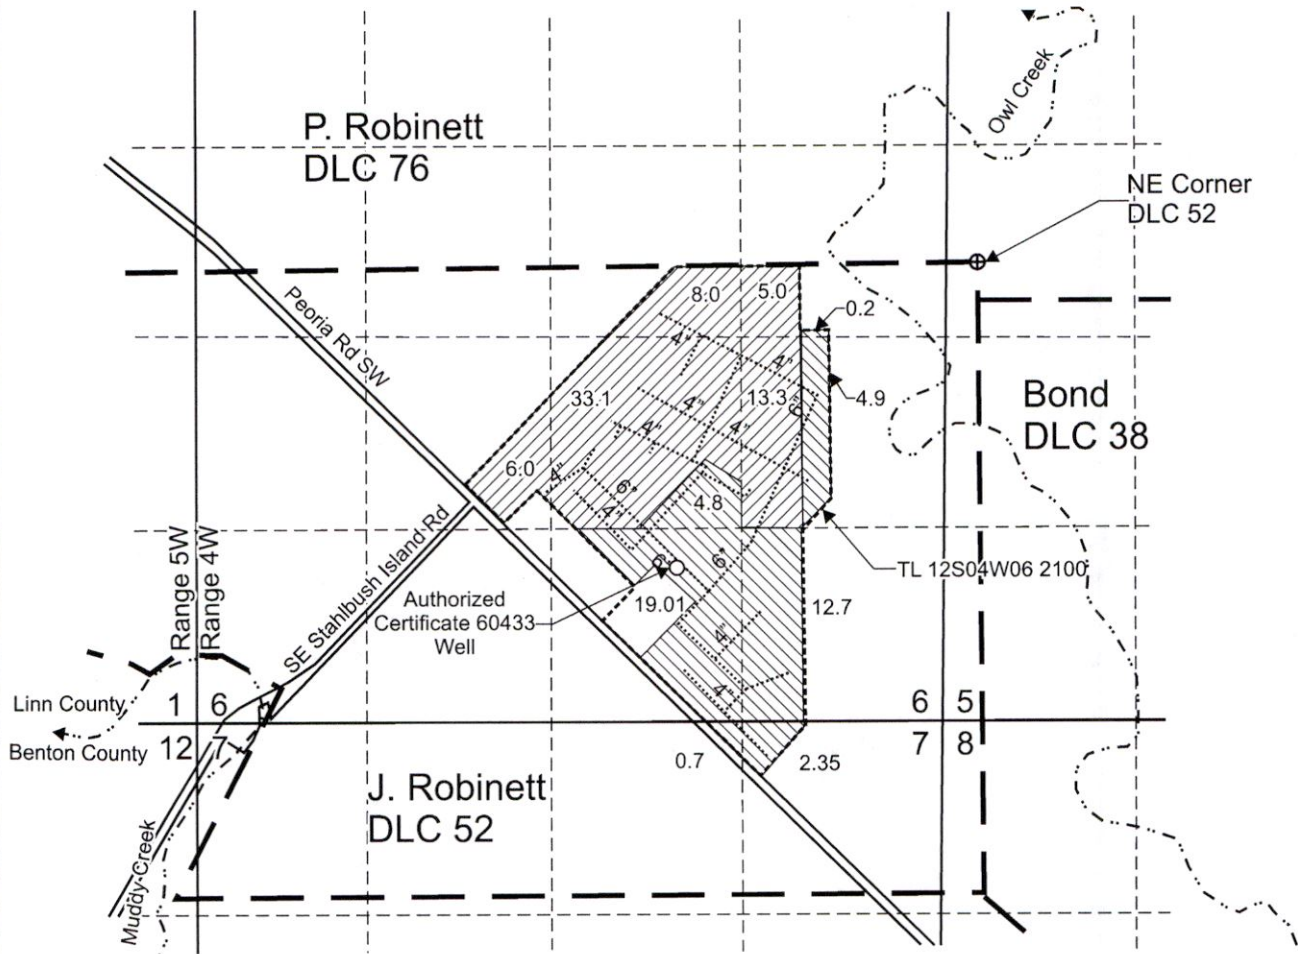 Owl Creek
P. Robinett
DLC 76
NE Corner
DLC 52
Peoria Rd SW
8.0
5.0
0.2
4"
4"
33.1
4"
13.3
6"
4.9
Bond
DLC 38
4"
4"
6.0
4"
6"
4"
4.8
Range 5W
Range 4W
SE Stahlbush Island Rd
6"
6"
TL 12S04W06 2100
Authorized
Certificate 60433
Well
19.01
12.7
4"
4"
Linn County
1
6
6
5
Benton County
12
7
7
8
0.7
2.35
J. Robinett
DLC 52
Muddy Creek